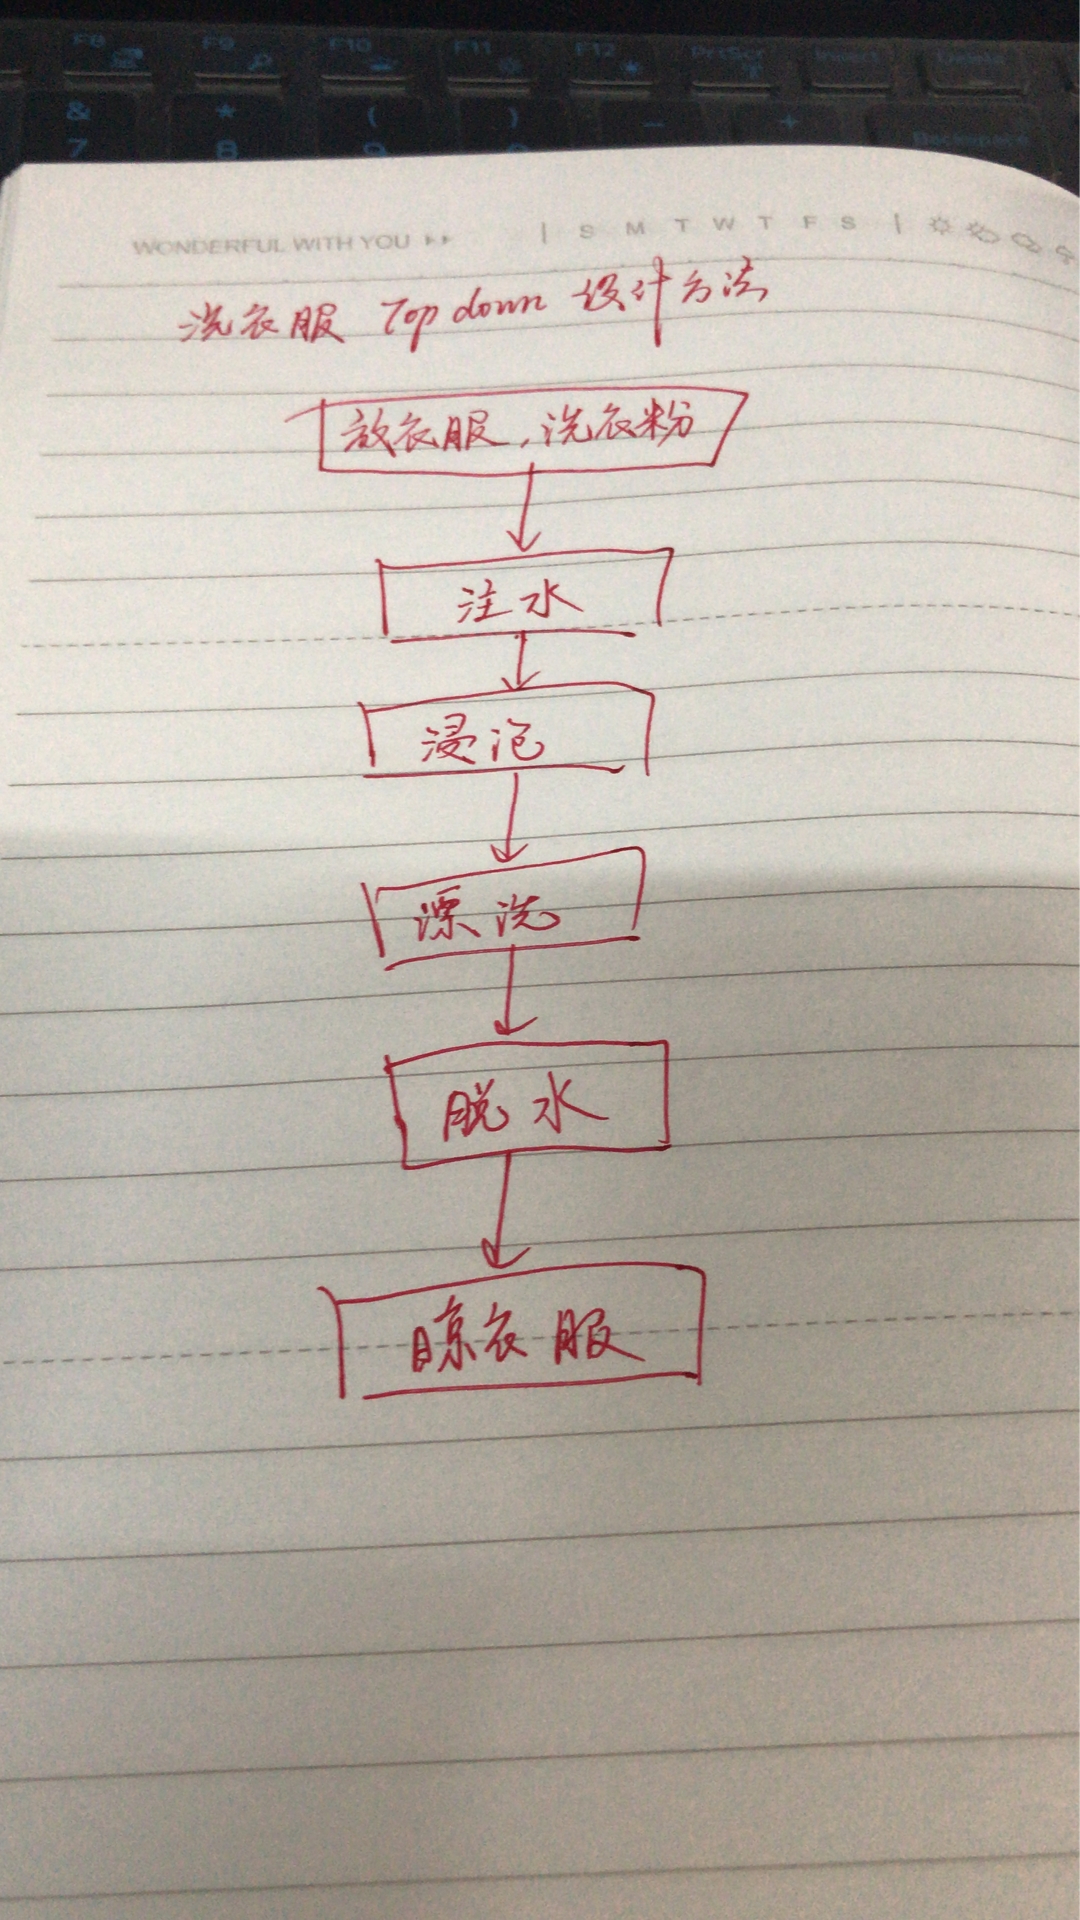 F8 F9 F10 F11 F12 PrtScr Insert Delete
& * ( ) - +
7 8 9 Backspace
WONDERFUL WITH YOU | S M T W T F S |
洗衣服 Top down 设计方法
放衣服，洗衣粉
注水
浸泡
漂洗
脱水
晾衣服